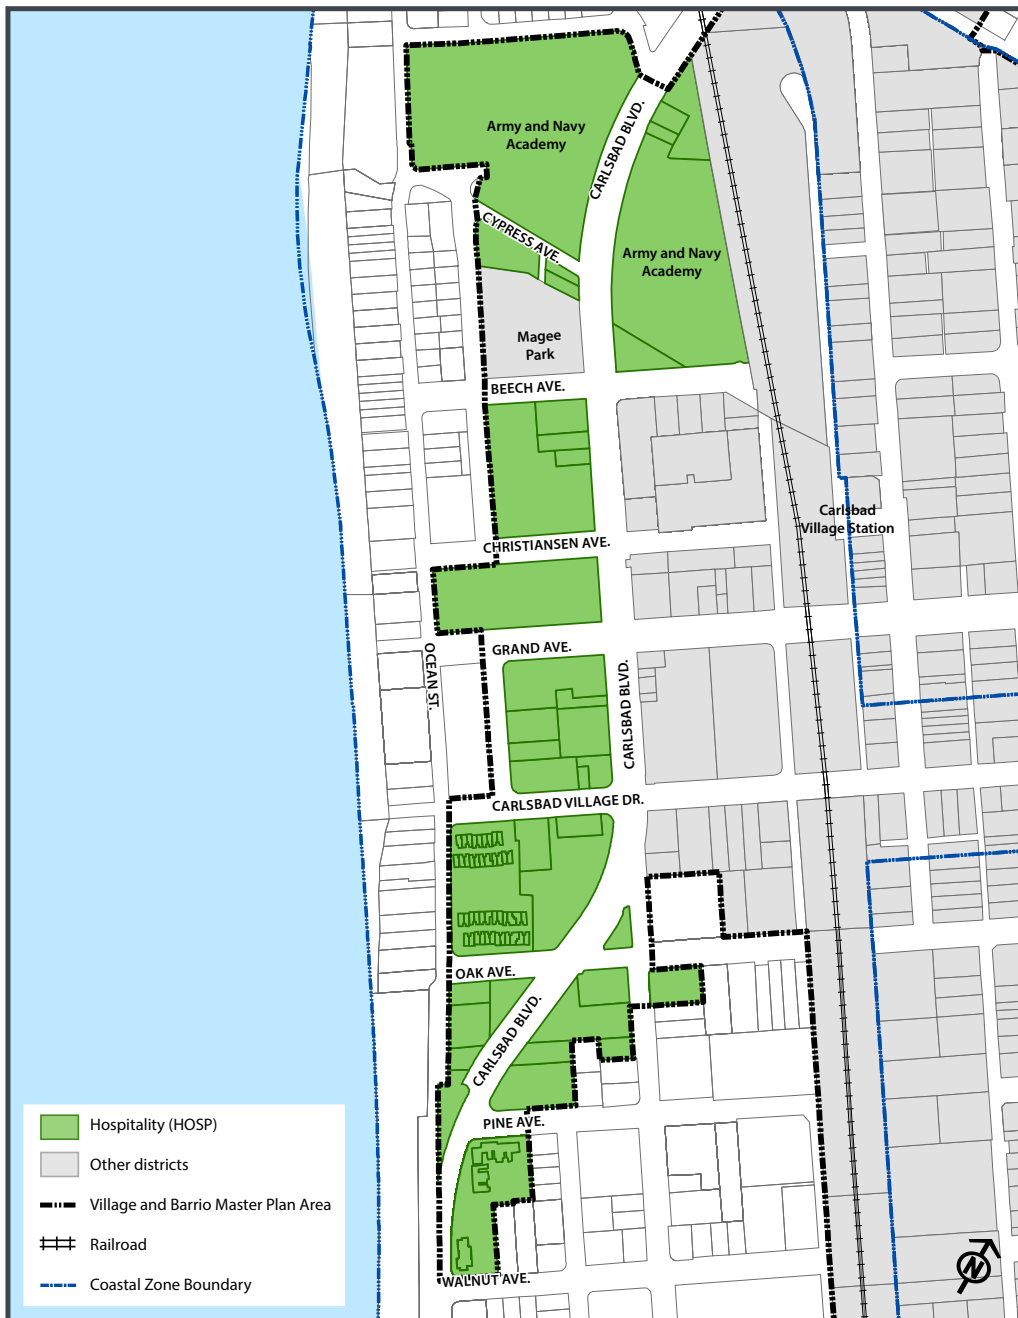 Army and Navy
Academy
CARLSBAD BLVD.
CYPRESS AVE.
Army and Navy
Academy
Magee
Park
BEECH AVE.
Carlsbad
Village Station
CHRISTIANSEN AVE.
GRAND AVE.
OCEAN ST.
CARLSBAD BLVD.
CARLSBAD VILLAGE DR.
OAK AVE.
CARLSBAD BLVD.
PINE AVE.
WALNUT AVE.
Hospitality (HOSP)
Other districts
Village and Barrio Master Plan Area
Railroad
Coastal Zone Boundary
N